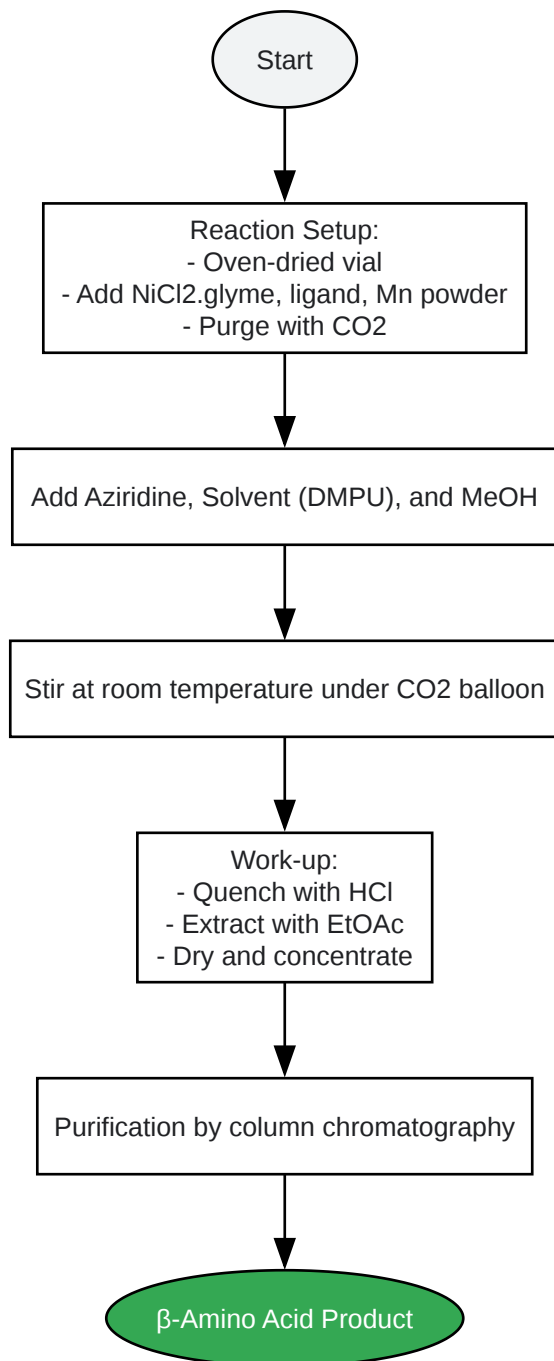 Start
Reaction Setup:
- Oven-dried vial
- Add NiCl2.glyme, ligand, Mn powder
- Purge with CO2
Add Aziridine, Solvent (DMPU), and MeOH
Stir at room temperature under CO2 balloon
Work-up:
- Quench with HCl
- Extract with EtOAc
- Dry and concentrate
Purification by column chromatography
β-Amino Acid Product